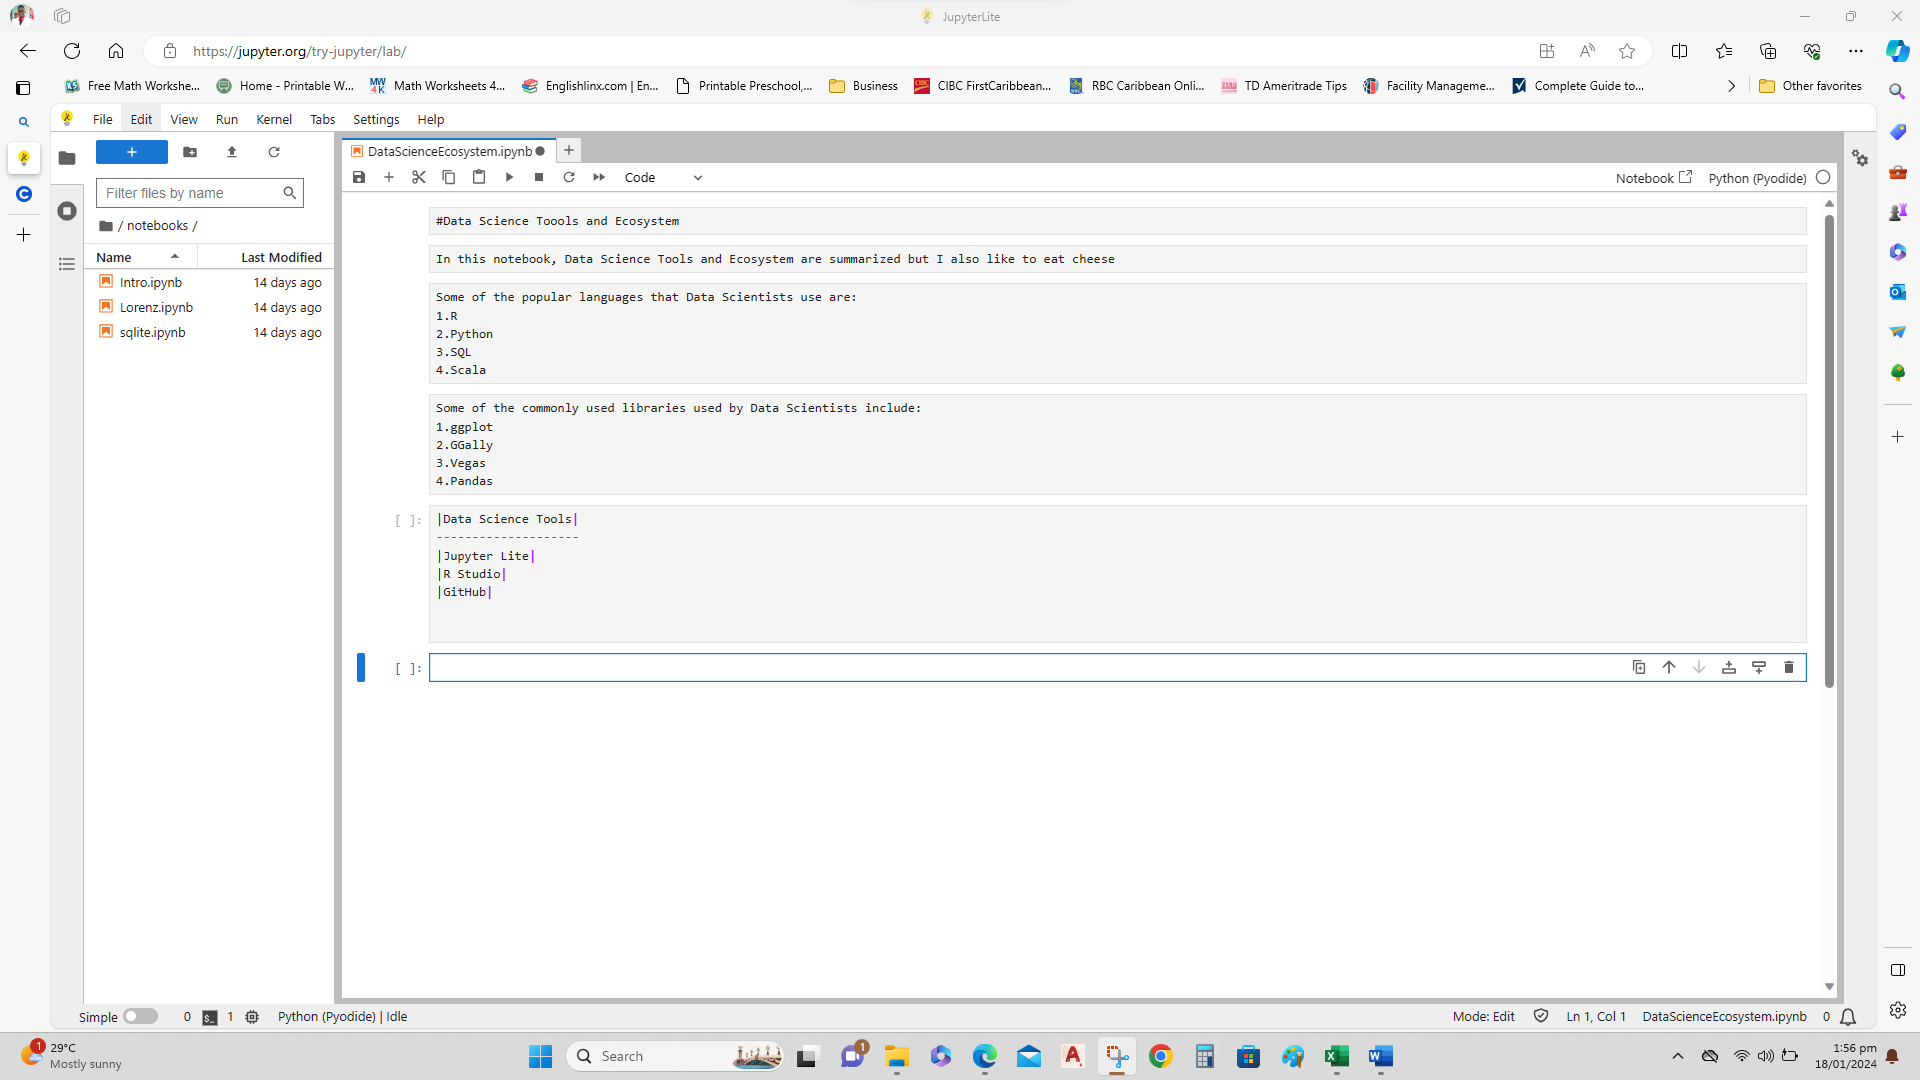 JupyterLite
https://jupyter.org/try-jupyter/lab/
Free Math Workshe...
Home - Printable W...
MW 4K Math Worksheets 4...
Englishlinx.com | En...
Printable Preschool,...
Business
CIBC FirstCaribbean...
RBC Caribbean Onli...
TD Ameritrade Tips
Facility Manageme...
Complete Guide to...
Other favorites
File Edit View Run Kernel Tabs Settings Help
DataScienceEcosystem.ipynb
Code
Notebook
Python (Pyodide)
Filter files by name
/ notebooks /
Name Last Modified
Intro.ipynb 14 days ago
Lorenz.ipynb 14 days ago
sqlite.ipynb 14 days ago
#Data Science Toools and Ecosystem
In this notebook, Data Science Tools and Ecosystem are summarized but I also like to eat cheese
Some of the popular languages that Data Scientists use are:
1.R
2.Python
3.SQL
4.Scala
Some of the commonly used libraries used by Data Scientists include:
1.ggplot
2.GGally
3.Vegas
4.Pandas
[ ]: |Data Science Tools|
--------------------
|Jupyter Lite|
|R Studio|
|GitHub|
[ ]:
Simple 0 1 Python (Pyodide) | Idle
Mode: Edit Ln 1, Col 1 DataScienceEcosystem.ipynb 0
1
29°C
Mostly sunny
Search
1
1:56 pm
18/01/2024